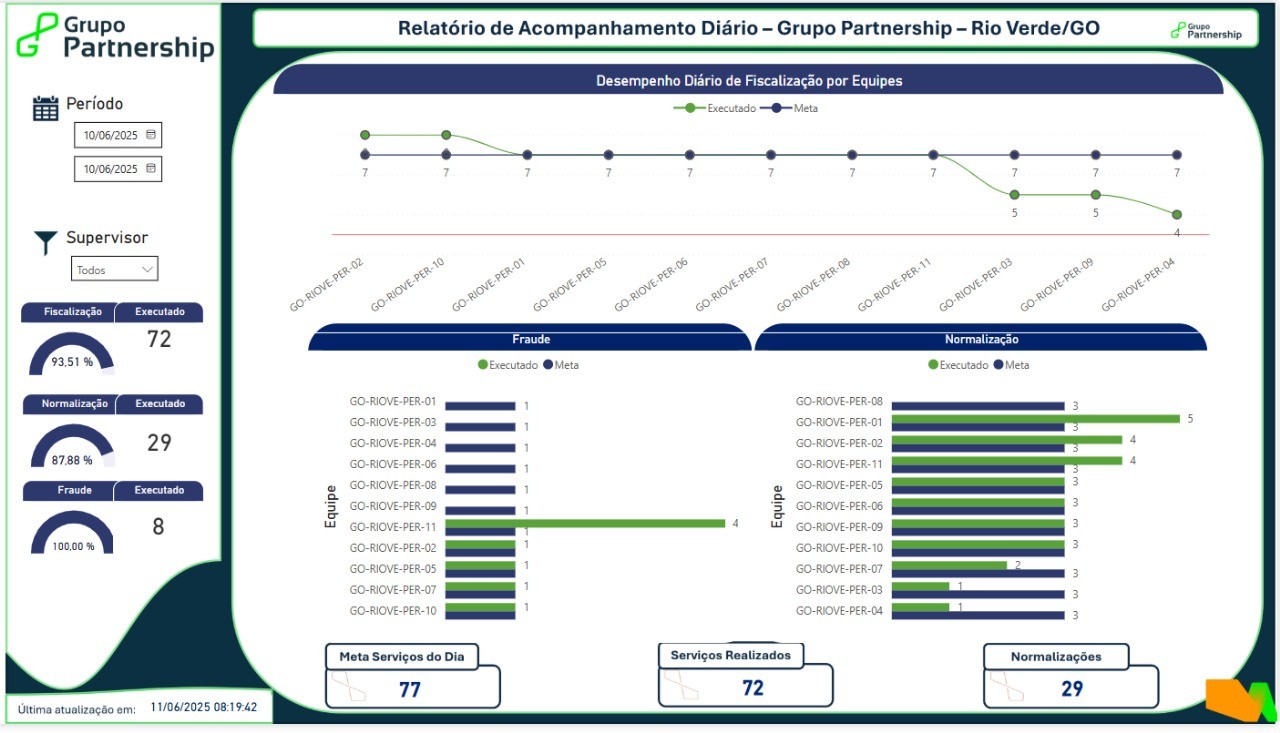 Grupo
Partnership
Relatório de Acompanhamento Diário – Grupo Partnership – Rio Verde/GO
Grupo
Partnership
Período
10/06/2025
10/06/2025
Supervisor
Todos
Fiscalização Executado
93,51 % 72
Normalização Executado
87,88 % 29
Fraude Executado
100,00 % 8
Desempenho Diário de Fiscalização por Equipes
Executado Meta
7 7 7 7 7 7 7 7 7 7 7
5 5 4
GO-RIOVE-PER-02
GO-RIOVE-PER-10
GO-RIOVE-PER-01
GO-RIOVE-PER-05
GO-RIOVE-PER-06
GO-RIOVE-PER-07
GO-RIOVE-PER-08
GO-RIOVE-PER-11
GO-RIOVE-PER-03
GO-RIOVE-PER-09
GO-RIOVE-PER-04
Fraude
Executado Meta
Equipe
GO-RIOVE-PER-01 1
GO-RIOVE-PER-03 1
GO-RIOVE-PER-04 1
GO-RIOVE-PER-06 1
GO-RIOVE-PER-08 1
GO-RIOVE-PER-09 1
GO-RIOVE-PER-11 4 1
GO-RIOVE-PER-02 1
GO-RIOVE-PER-05 1
GO-RIOVE-PER-07 1
GO-RIOVE-PER-10 1
Normalização
Executado Meta
Equipe
GO-RIOVE-PER-08 3
GO-RIOVE-PER-01 5 3
GO-RIOVE-PER-02 4 3
GO-RIOVE-PER-11 4 3
GO-RIOVE-PER-05 3
GO-RIOVE-PER-06 3
GO-RIOVE-PER-09 3
GO-RIOVE-PER-10 3
GO-RIOVE-PER-07 2 3
GO-RIOVE-PER-03 1 3
GO-RIOVE-PER-04 1 3
Meta Serviços do Dia
77
Serviços Realizados
72
Normalizações
29
Última atualização em: 11/06/2025 08:19:42